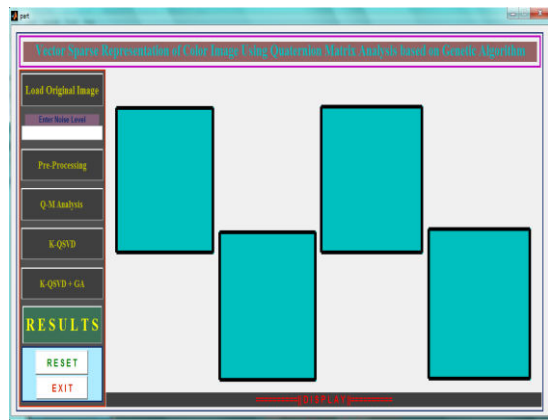 part
Vector Sparse Representation of Color Image Using Quaternion Matrix Analysis based on Genetic Algorithm
Load Original Image
Enter Noise Level
Pre-Processing
Q-M Analysis
K-QSVD
K-QSVD + GA
RESULTS
RESET
EXIT
[DISPLAY]